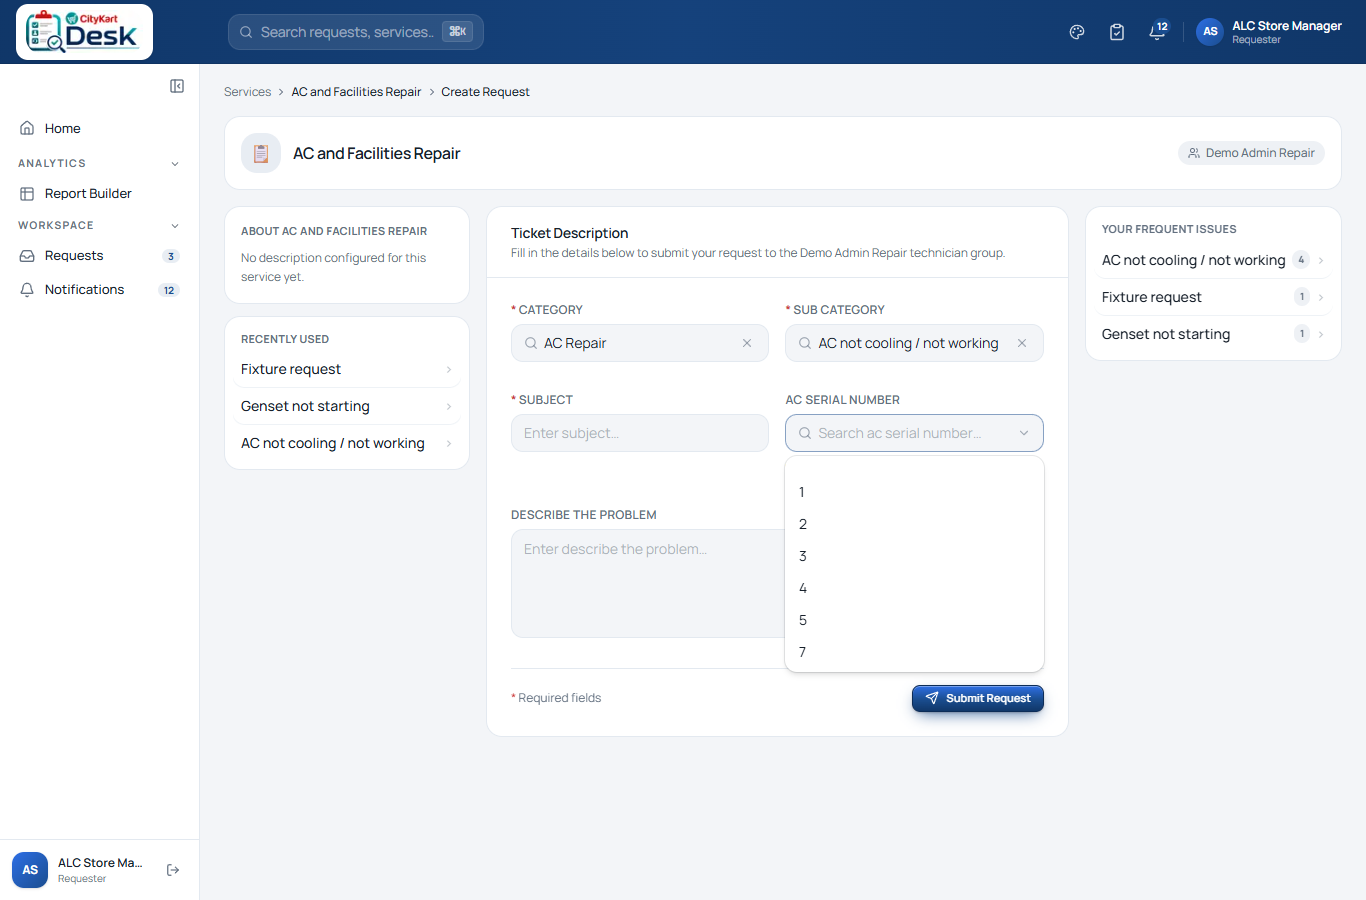 CityKart
Desk
Search requests, services..
⌘K
12
AS
ALC Store Manager
Requester
Home
ANALYTICS
Report Builder
WORKSPACE
Requests
3
Notifications
12
AS
ALC Store Ma...
Requester
Services > AC and Facilities Repair > Create Request
AC and Facilities Repair
Demo Admin Repair
ABOUT AC AND FACILITIES REPAIR
No description configured for this
service yet.
RECENTLY USED
Fixture request
Genset not starting
AC not cooling / not working
Ticket Description
Fill in the details below to submit your request to the Demo Admin Repair technician group.
* CATEGORY
AC Repair
* SUB CATEGORY
AC not cooling / not working
* SUBJECT
Enter subject...
AC SERIAL NUMBER
Search ac serial number...
1
2
3
4
5
7
DESCRIBE THE PROBLEM
Enter describe the problem...
* Required fields
Submit Request
YOUR FREQUENT ISSUES
AC not cooling / not working
4
Fixture request
1
Genset not starting
1